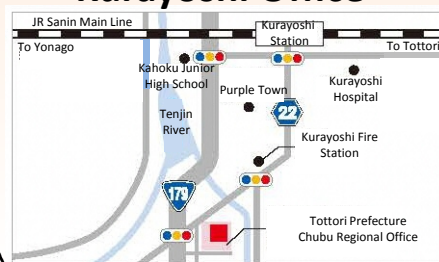 Kurayoshi Office
JR Sanin Main Line
Kurayoshi
Station
To Yonago
To Tottori
Kahoku Junior
High School
Purple Town
Kurayoshi
Hospital
22
Tenjin
River
Kurayoshi Fire
Station
179
Tottori Prefecture
Chubu Regional Office